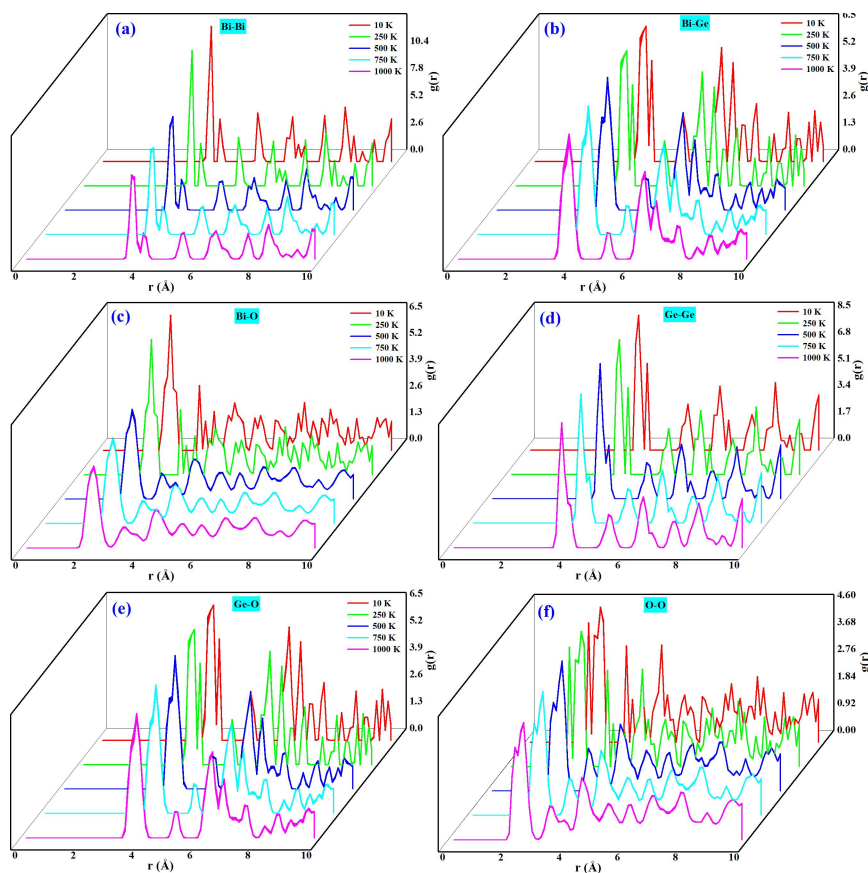 (a)
Bi-Bi
10 K
250 K
500 K
750 K
1000 K
10.4
7.8
5.2
2.6
0.0
g(r)
0 2 4 6 8 10
r (Å)
(b)
Bi-Ge
10 K
250 K
500 K
750 K
1000 K
6.5
5.2
3.9
2.6
1.3
0.0
g(r)
0 2 4 6 8 10
r (Å)
(c)
Bi-O
10 K
250 K
500 K
750 K
1000 K
6.5
5.2
3.9
2.6
1.3
0.0
g(r)
0 2 4 6 8 10
r (Å)
(d)
Ge-Ge
10 K
250 K
500 K
750 K
1000 K
8.5
6.8
5.1
3.4
1.7
0.0
g(r)
0 2 4 6 8 10
r (Å)
(e)
Ge-O
10 K
250 K
500 K
750 K
1000 K
6.5
5.2
3.9
2.6
1.3
0.0
g(r)
0 2 4 6 8 10
r (Å)
(f)
O-O
10 K
250 K
500 K
750 K
1000 K
4.60
3.68
2.76
1.84
0.92
0.00
g(r)
0 2 4 6 8 10
r (Å)